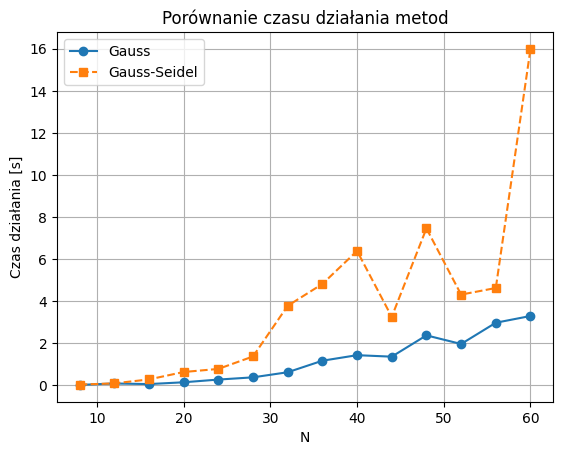 Porównanie czasu działania metod
Gauss
Gauss-Seidel
Czas działania [s]
16
14
12
10
8
6
4
2
0
10 20 30 40 50 60
N